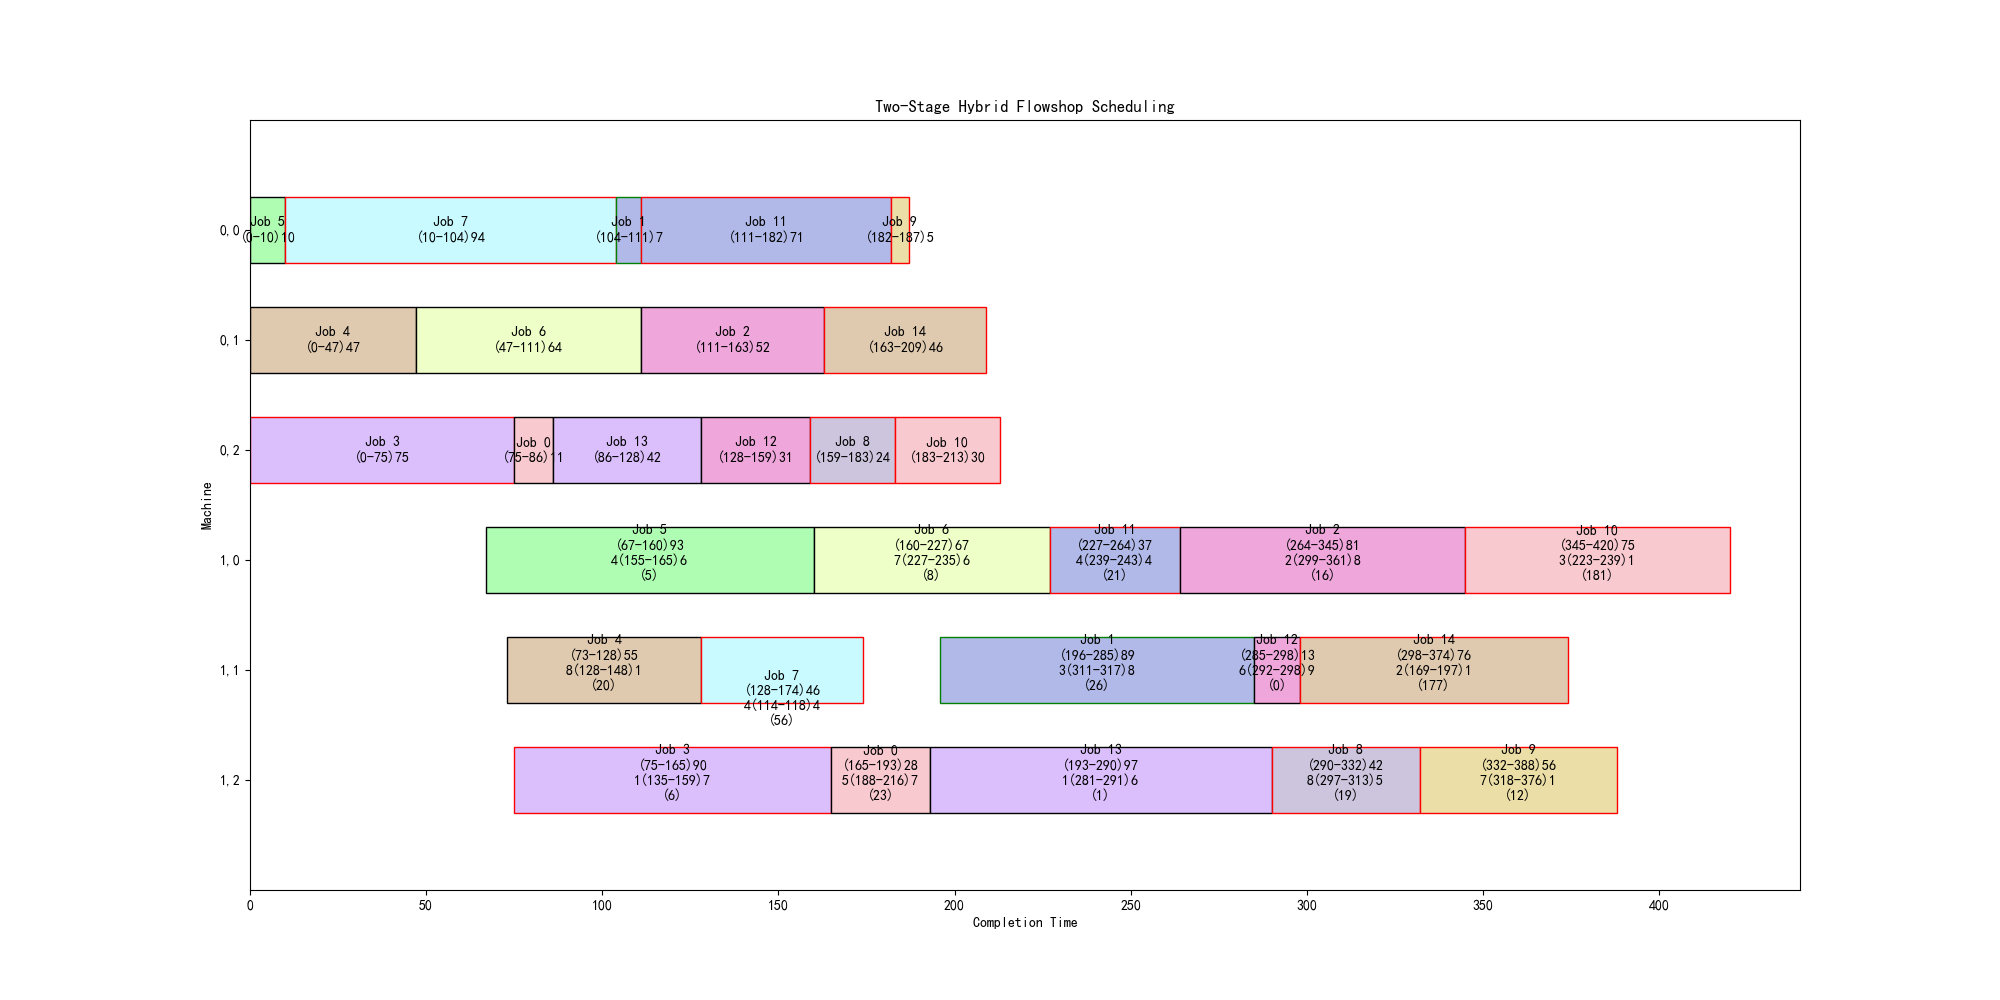 Two-Stage Hybrid Flowshop Scheduling
0,0
Job 5
(0-10)10
Job 7
(10-104)94
Job 1
(104-111)7
Job 11
(111-182)71
Job 9
(182-187)5
0,1
Job 4
(0-47)47
Job 6
(47-111)64
Job 2
(111-163)52
Job 14
(163-209)46
0,2
Job 3
(0-75)75
Job 0
(75-86)11
Job 13
(86-128)42
Job 12
(128-159)31
Job 8
(159-183)24
Job 10
(183-213)30
Machine
1,0
Job 5
(67-160)93
4(155-165)6
(5)
Job 6
(160-227)67
7(227-235)6
(8)
Job 11
(227-264)37
4(239-243)4
(21)
Job 2
(264-345)81
2(299-361)8
(16)
Job 10
(345-420)75
3(223-239)1
(181)
1,1
Job 4
(73-128)55
8(128-148)1
(20)
Job 7
(128-174)46
4(114-118)4
(56)
Job 1
(196-285)89
3(311-317)8
(26)
Job 12
(285-298)13
6(292-298)9
(0)
Job 14
(298-374)76
2(169-197)1
(177)
1,2
Job 3
(75-165)90
1(135-159)7
(6)
Job 0
(165-193)28
5(188-216)7
(23)
Job 13
(193-290)97
1(281-291)6
(1)
Job 8
(290-332)42
8(297-313)5
(19)
Job 9
(332-388)56
7(318-376)1
(12)
0 50 100 150 200 250 300 350 400
Completion Time